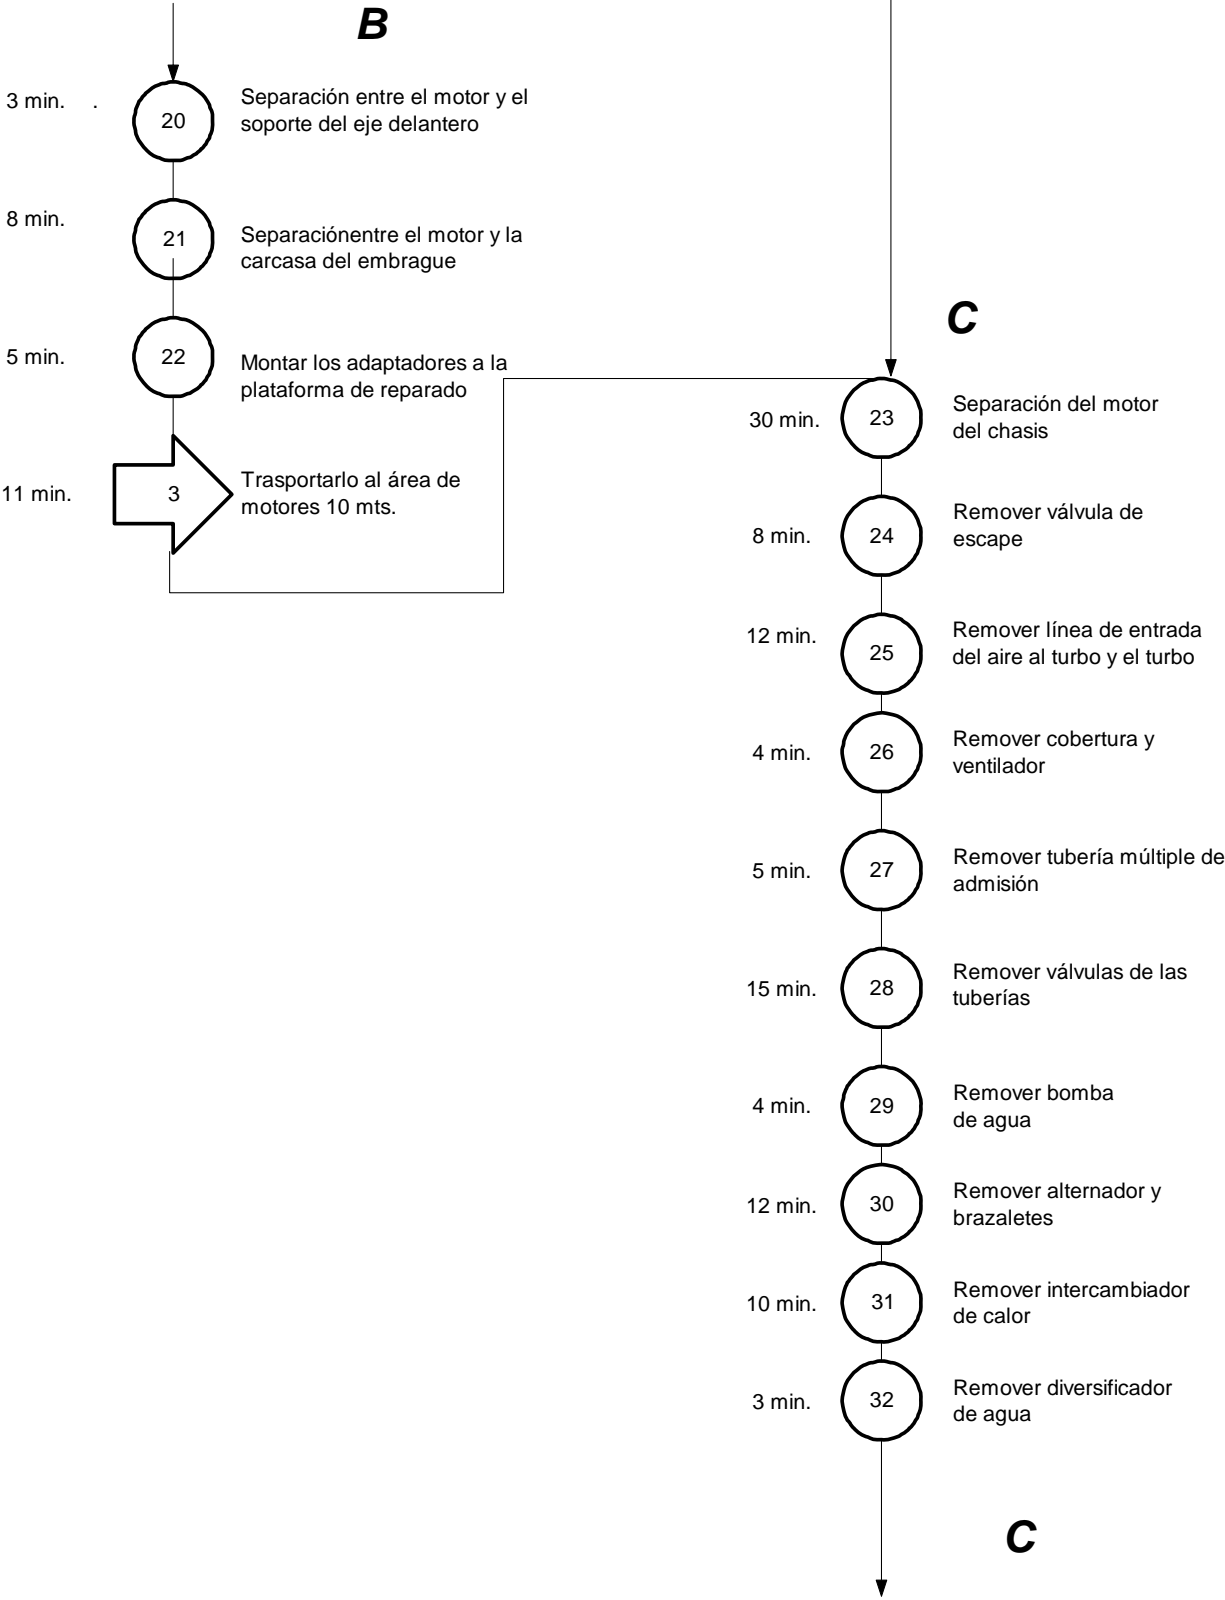 B
3 min. .
20
Separación entre el motor y el
soporte del eje delantero
8 min.
21
Separaciónentre el motor y la
carcasa del embrague
5 min.
22
Montar los adaptadores a la
plataforma de reparado
11 min.
3
Trasportarlo al área de
motores 10 mts.
C
30 min.
23
Separación del motor
del chasis
8 min.
24
Remover válvula de
escape
12 min.
25
Remover línea de entrada
del aire al turbo y el turbo
4 min.
26
Remover cobertura y
ventilador
5 min.
27
Remover tubería múltiple de
admisión
15 min.
28
Remover válvulas de las
tuberías
4 min.
29
Remover bomba
de agua
12 min.
30
Remover alternador y
brazaletes
10 min.
31
Remover intercambiador
de calor
3 min.
32
Remover diversificador
de agua
C